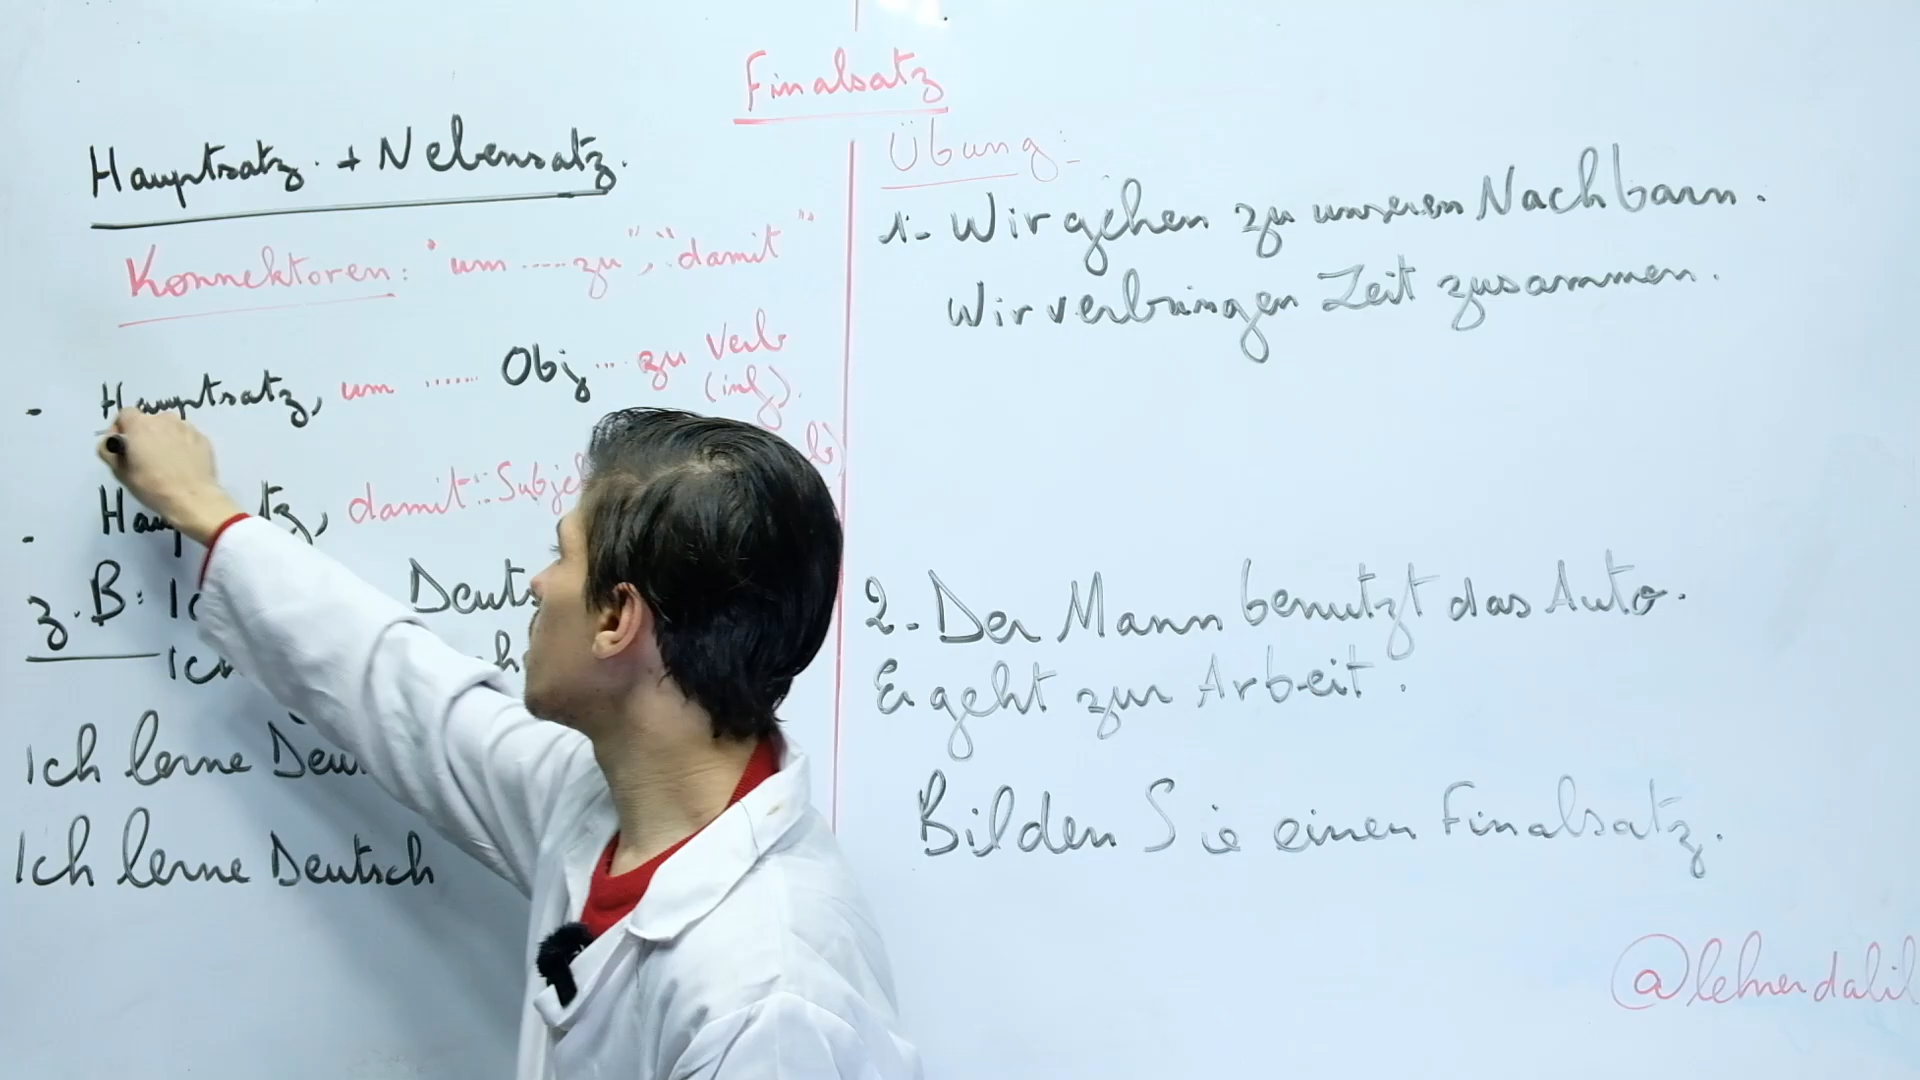 Finalsatz
Hauptsatz. + Nebensatz.
Konnektoren: "um ..... zu", "damit"
- Hauptsatz, um ...... Obj ... zu Verb
(inf).
- damit
z.B: Deuts
Ich lerne
Ich lerne Deutsch
Übung:
1- Wir gehen zu unseren Nachbarn.
Wir verbringen Zeit zusammen.
2- Der Mann benutzt das Auto.
Er geht zur Arbeit.
Bilden Sie einen Finalsatz.
@lehrerdalil